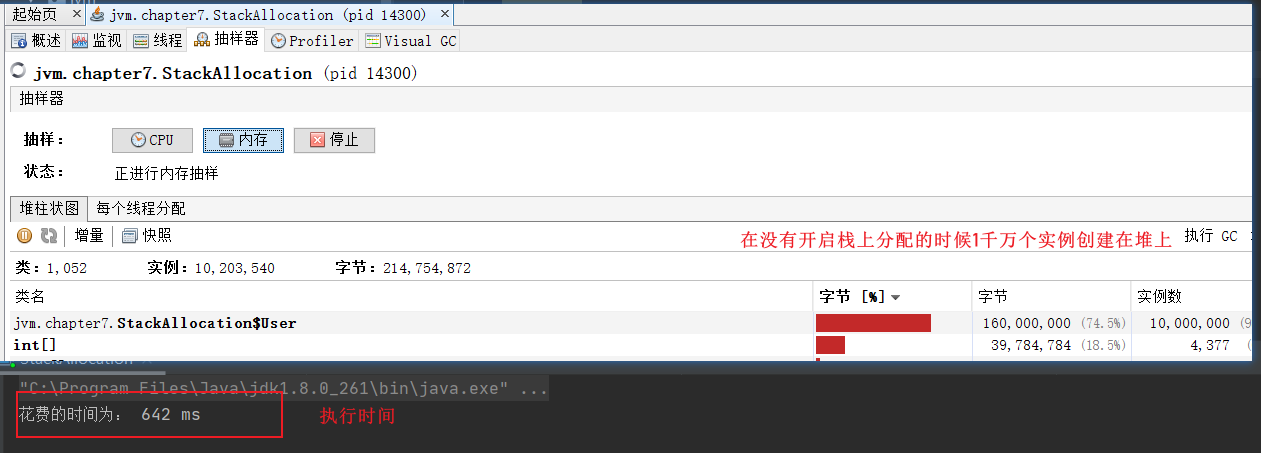 起始页 × jvm.chapter7.StackAllocation (pid 14300) ×
概述 监视 线程 抽样器 Profiler Visual GC
jvm.chapter7.StackAllocation (pid 14300)
抽样器
抽样： CPU 内存 停止
状态： 正进行内存抽样
堆柱状图 每个线程分配
增量 快照 在没有开启栈上分配的时候1千万个实例创建在堆上 执行 GC
类：1,052 实例：10,203,540 字节：214,754,872
类名 字节 [%] 字节 实例数
jvm.chapter7.StackAllocation$User 160,000,000 (74.5%) 10,000,000 (9
int[] 39,784,784 (18.5%) 4,377 (
"C:\Program Files\Java\jdk1.8.0_261\bin\java.exe" ...
花费的时间为： 642 ms 执行时间